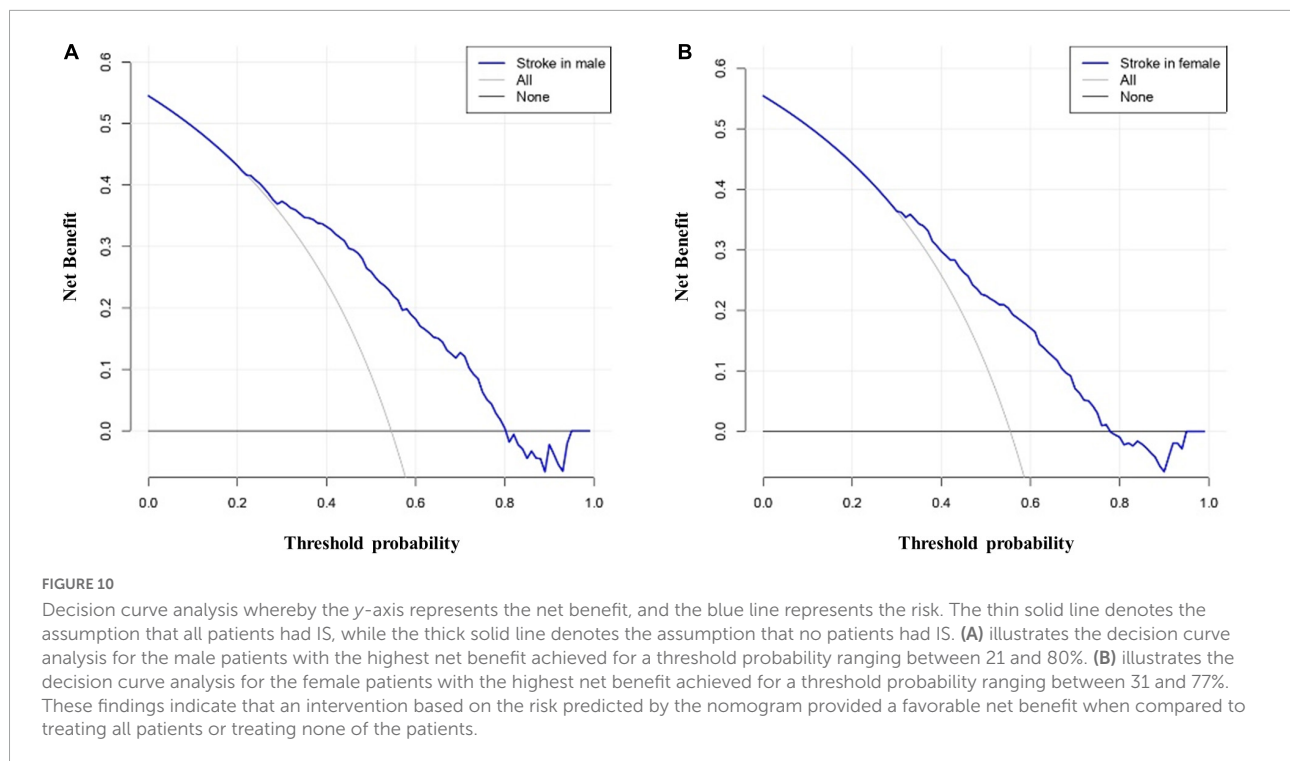 A
0.6
0.5
0.4
0.3
0.2
0.1
0.0
Net Benefit
Stroke in male
All
None
0.0 0.2 0.4 0.6 0.8 1.0
Threshold probability
B
0.6
0.5
0.4
0.3
0.2
0.1
0.0
Net Benefit
Stroke in female
All
None
0.0 0.2 0.4 0.6 0.8 1.0
Threshold probability
FIGURE 10
Decision curve analysis whereby the y-axis represents the net benefit, and the blue line represents the risk. The thin solid line denotes the
assumption that all patients had IS, while the thick solid line denotes the assumption that no patients had IS. (A) illustrates the decision curve
analysis for the male patients with the highest net benefit achieved for a threshold probability ranging between 21 and 80%. (B) illustrates the
decision curve analysis for the female patients with the highest net benefit achieved for a threshold probability ranging between 31 and 77%.
These findings indicate that an intervention based on the risk predicted by the nomogram provided a favorable net benefit when compared to
treating all patients or treating none of the patients.